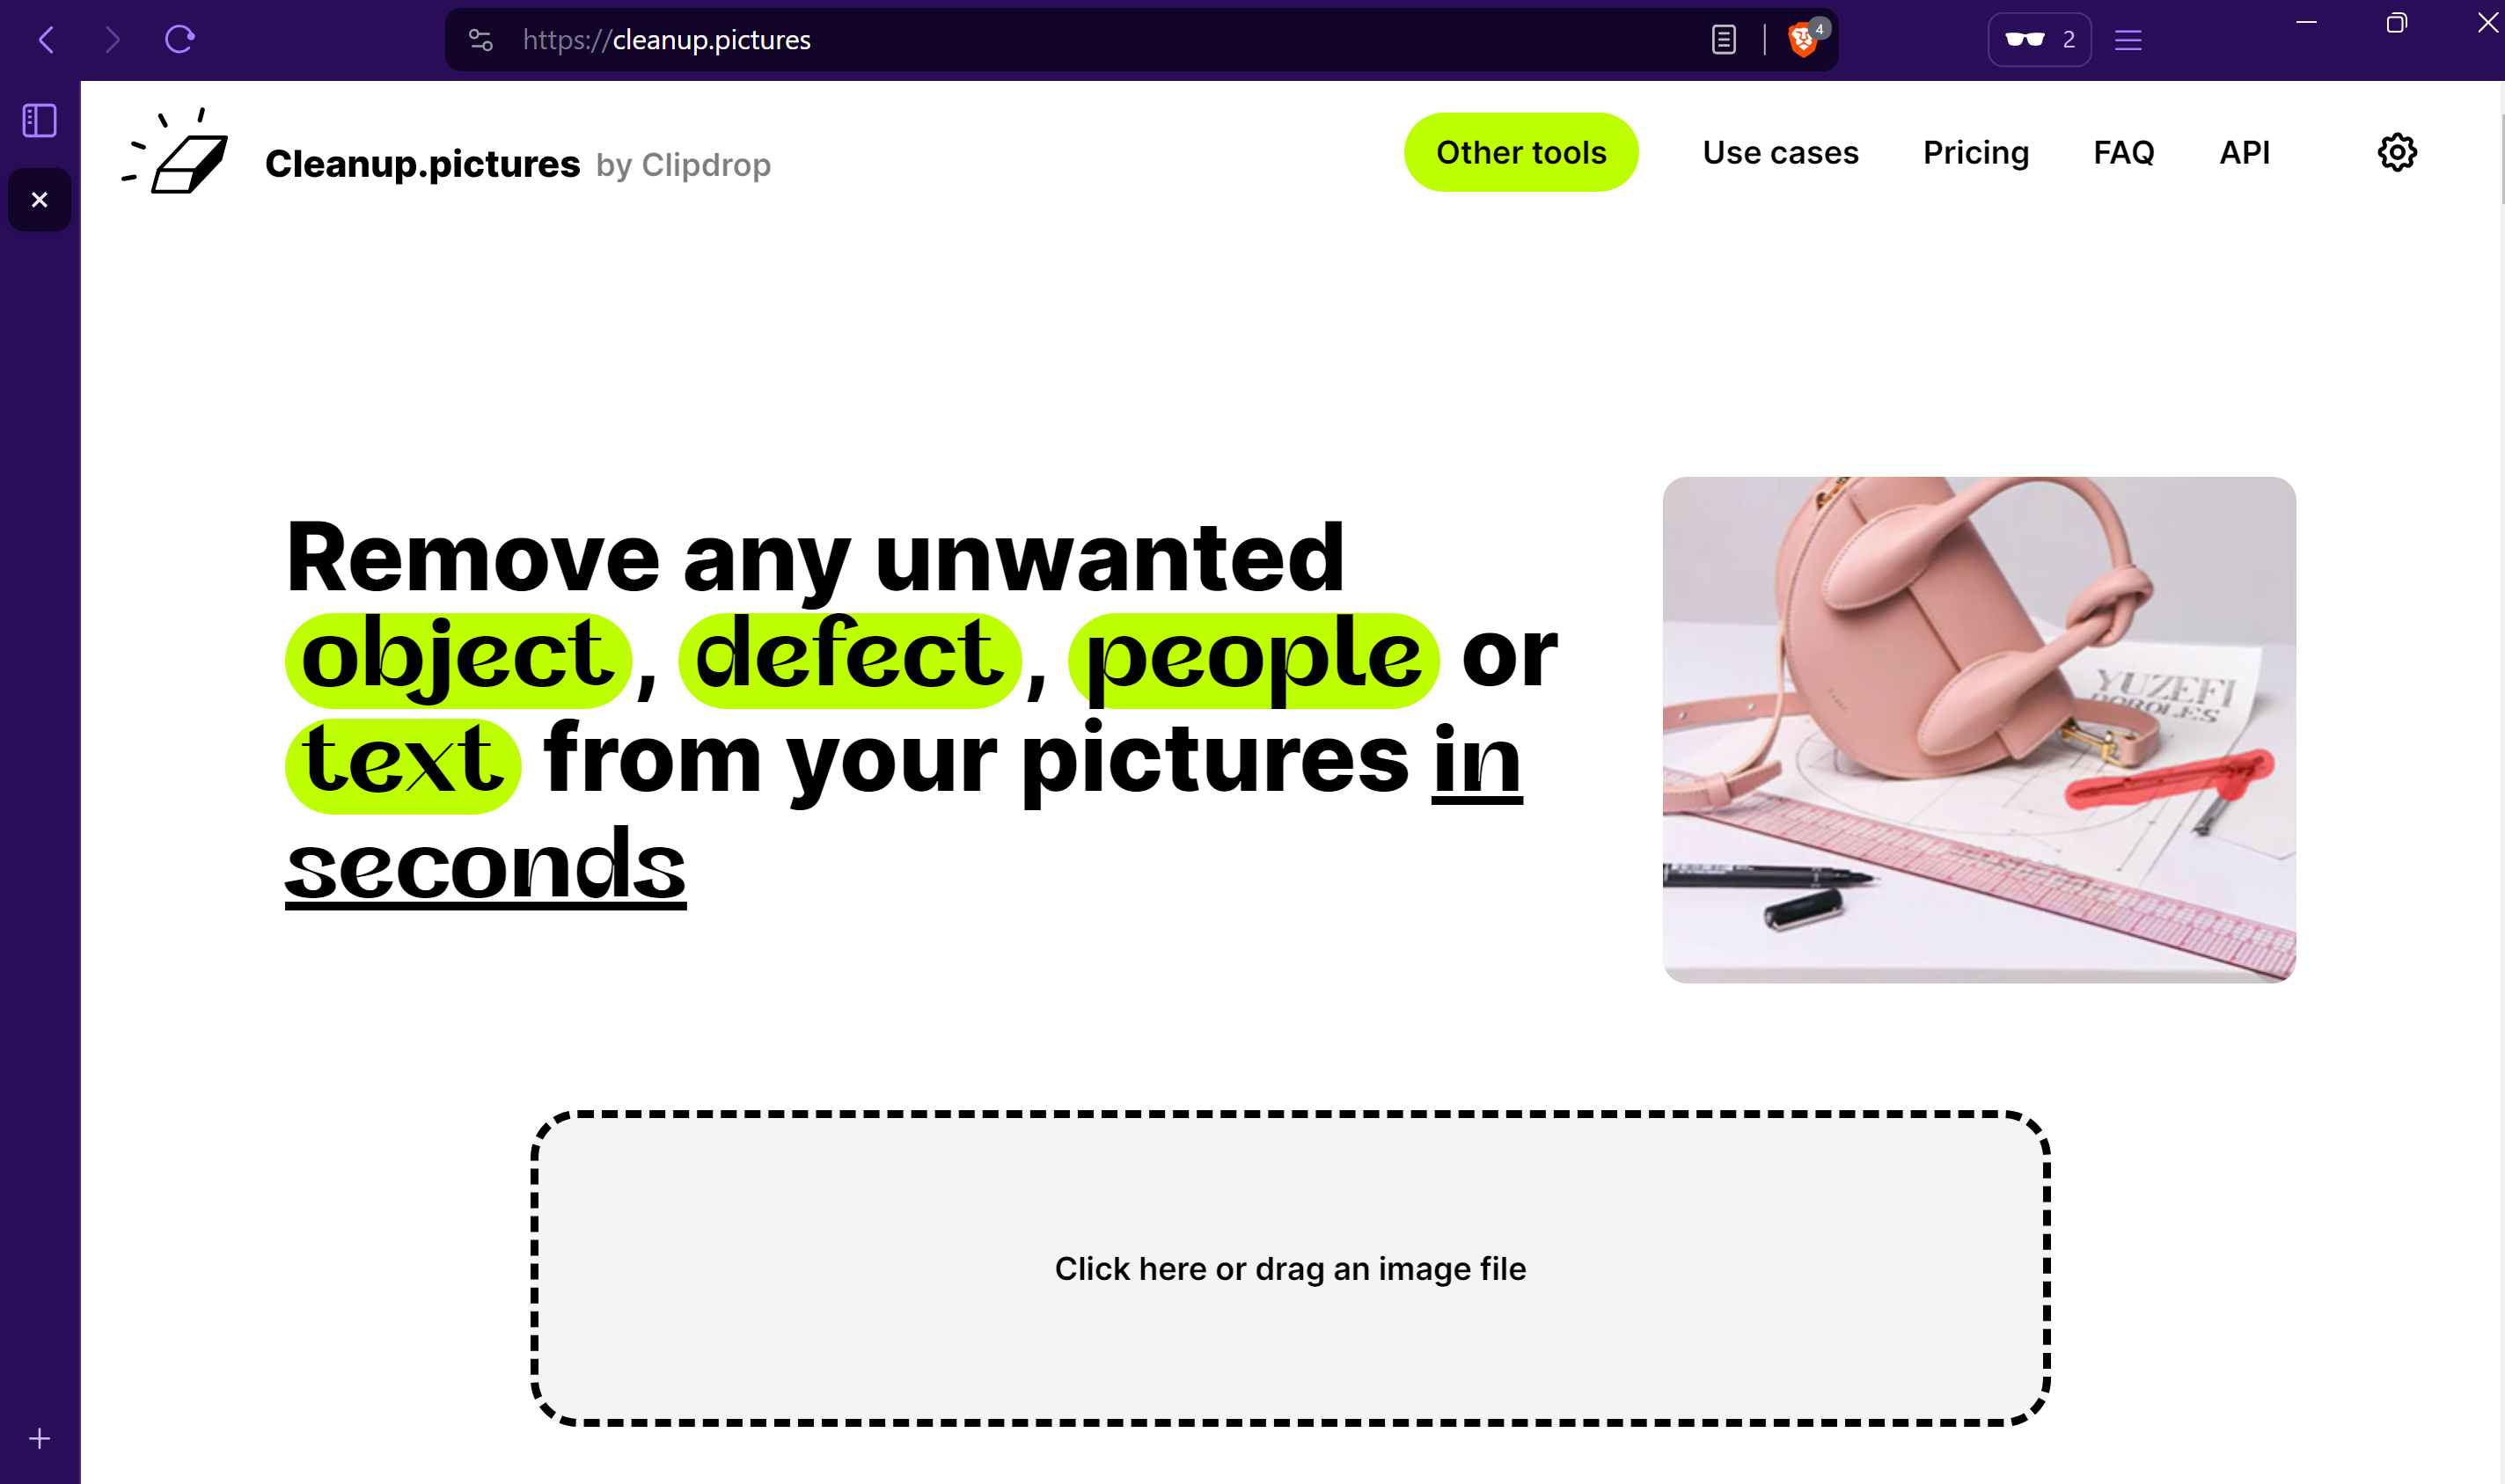 https://cleanup.pictures
4
2
Cleanup.pictures by Clipdrop
Other tools
Use cases
Pricing
FAQ
API
Remove any unwanted
object, defect, people or
text from your pictures in
seconds
YUZEFI
Click here or drag an image file